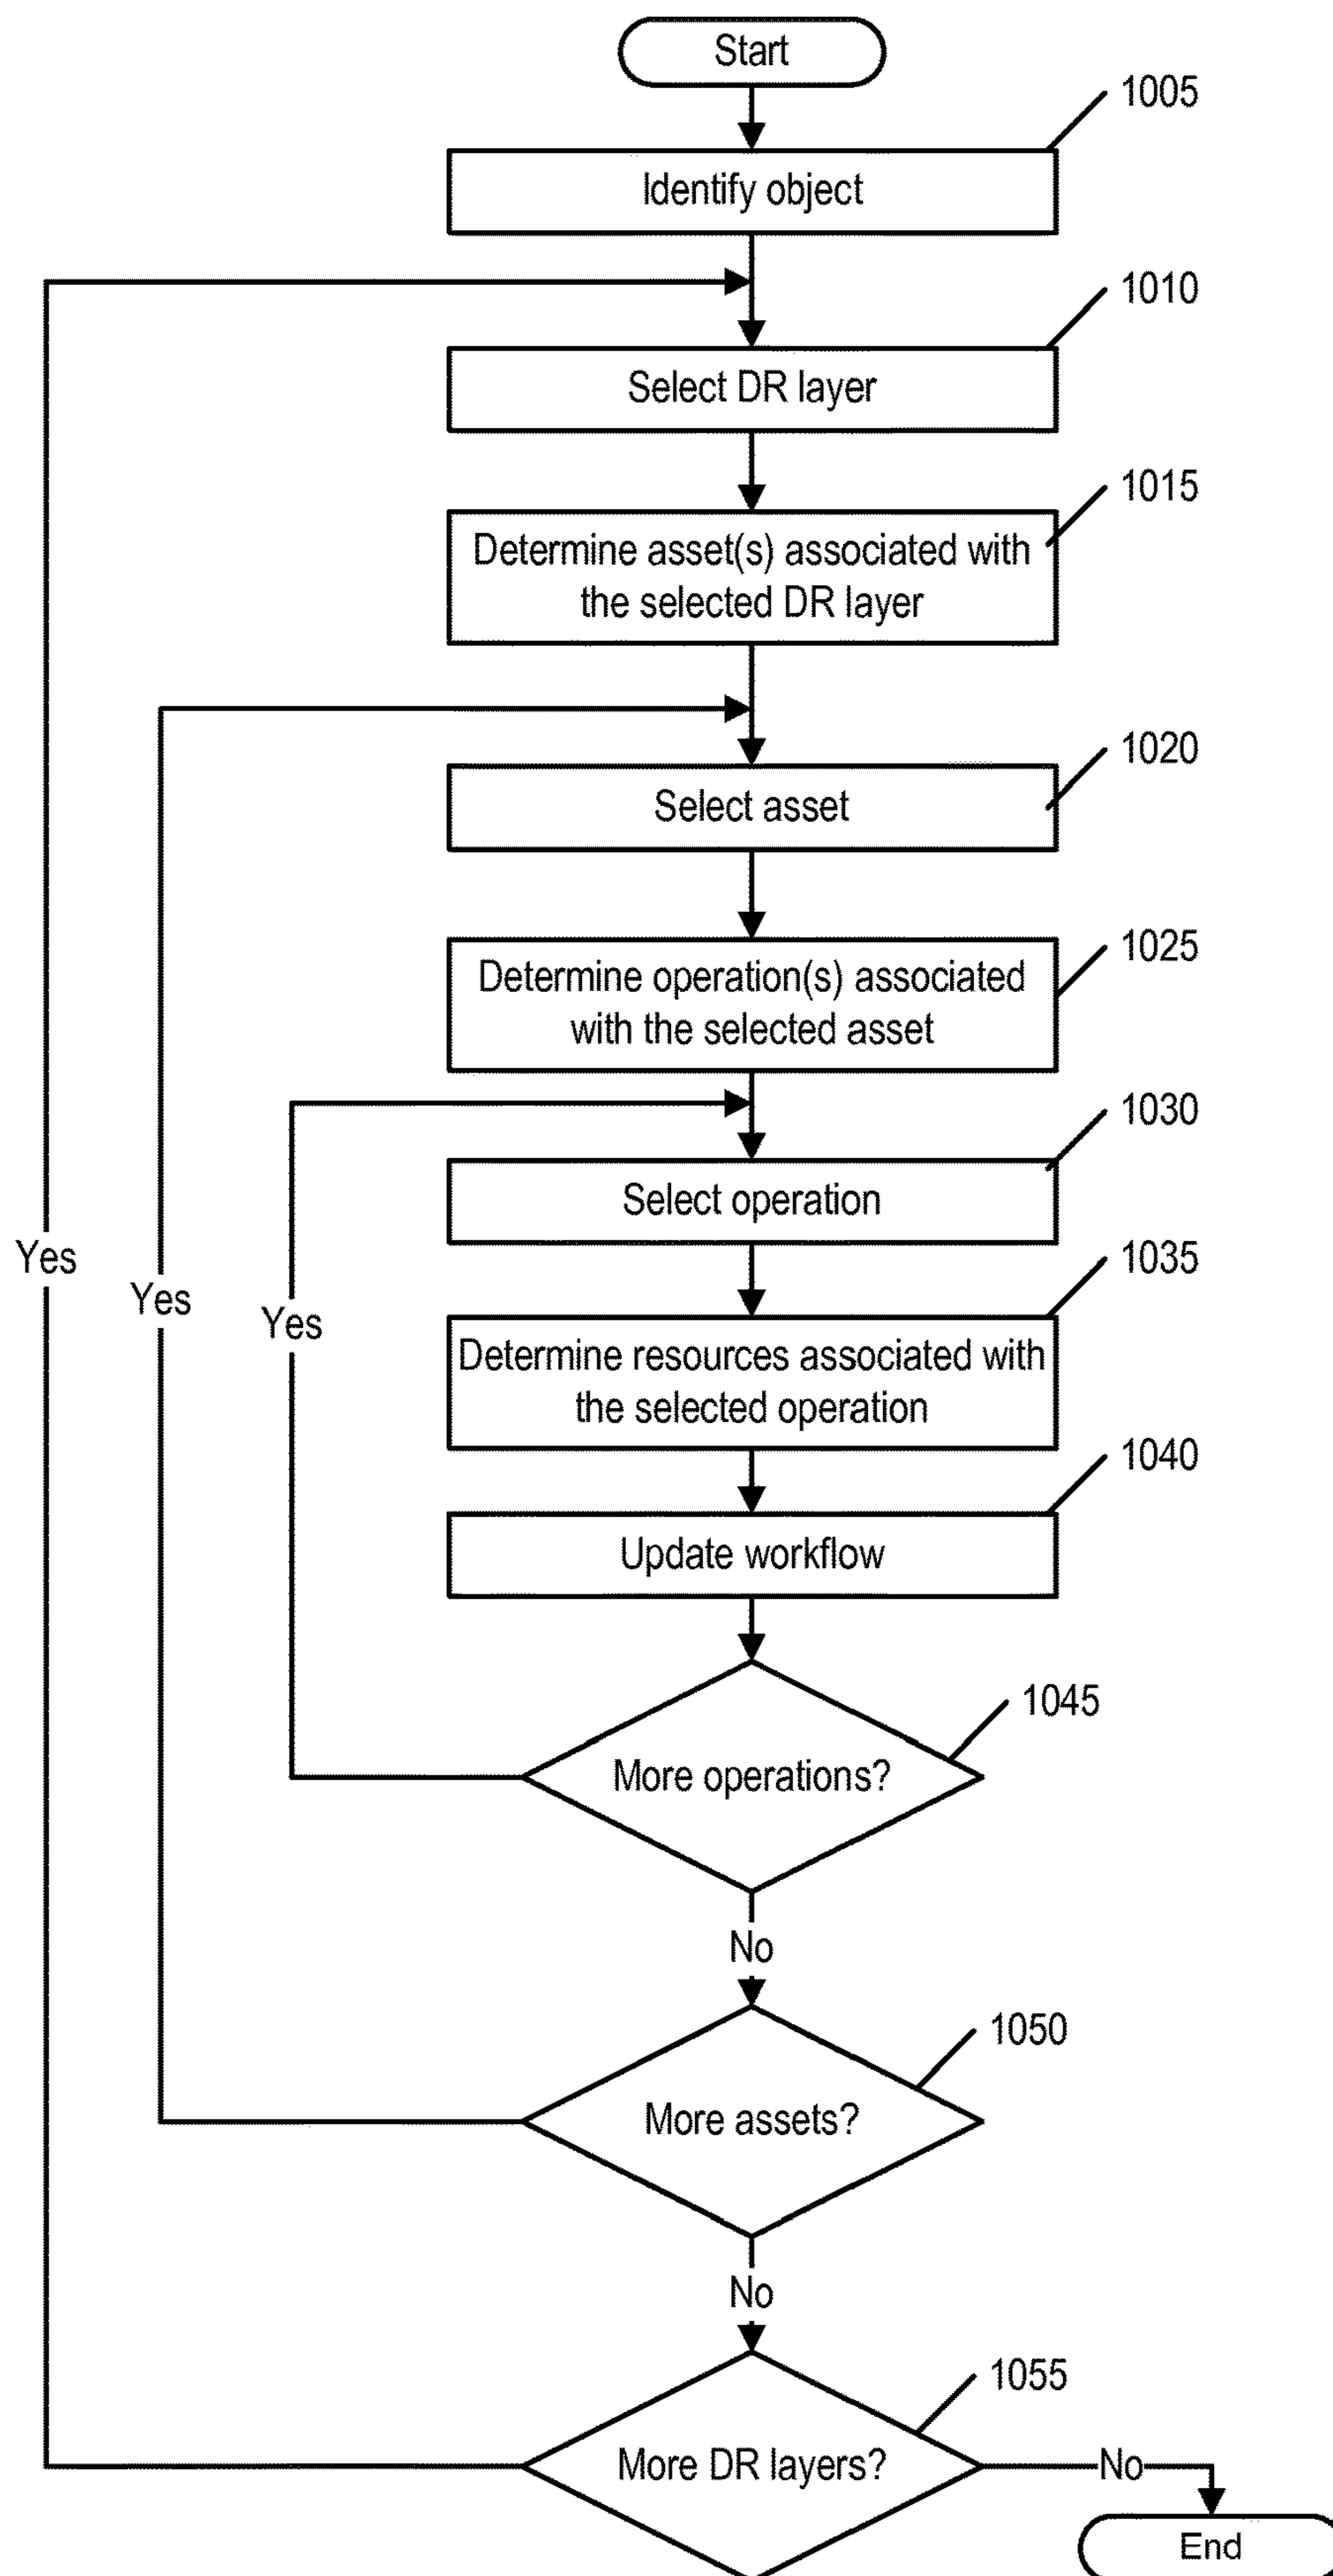 Start
1005
Identify object
1010
Select DR layer
1015
Determine asset(s) associated with
the selected DR layer
1020
Select asset
1025
Determine operation(s) associated
with the selected asset
1030
Select operation
1035
Determine resources associated with
the selected operation
1040
Update workflow
Yes
Yes
Yes
1045
More operations?
No
1050
More assets?
No
1055
More DR layers?
No
End